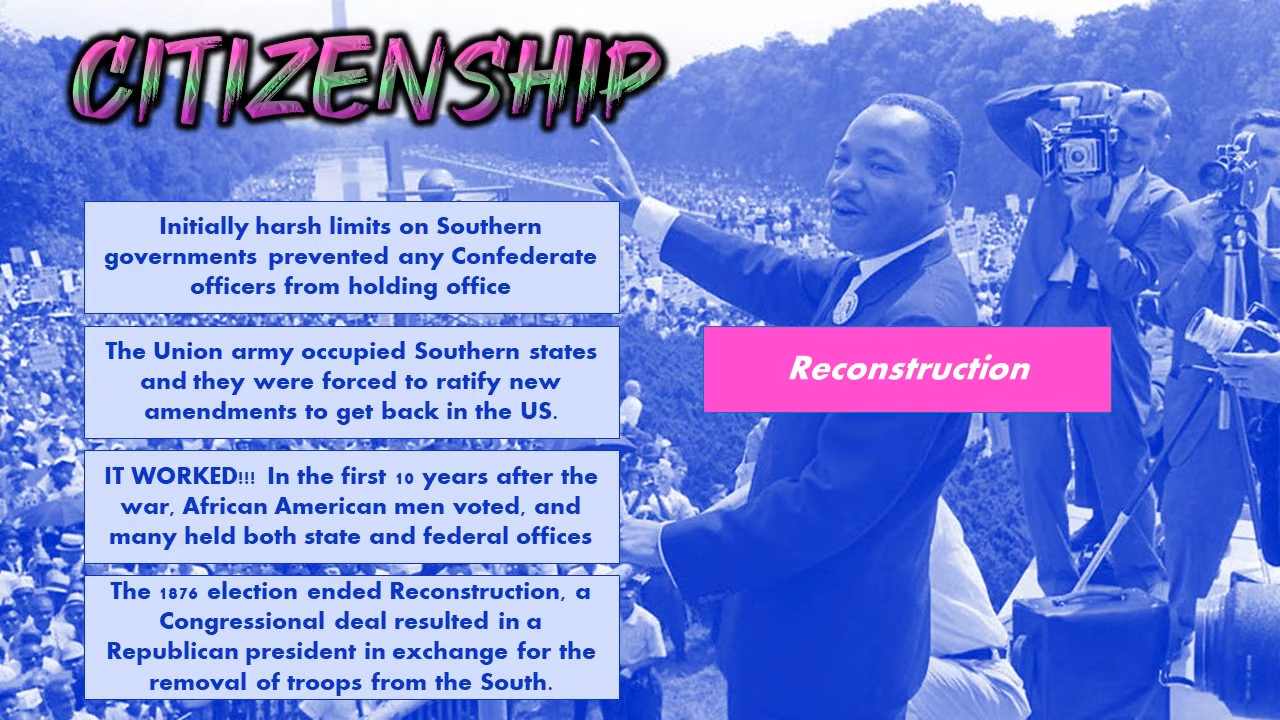 CITIZENSHIP
Initially harsh limits on Southern
governments prevented any Confederate
officers from holding office
The Union army occupied Southern states
and they were forced to ratify new
amendments to get back in the US.
IT WORKED!!! In the first 10 years after the
war, African American men voted, and
many held both state and federal offices
The 1876 election ended Reconstruction, a
Congressional deal resulted in a
Republican president in exchange for the
removal of troops from the South.
Reconstruction